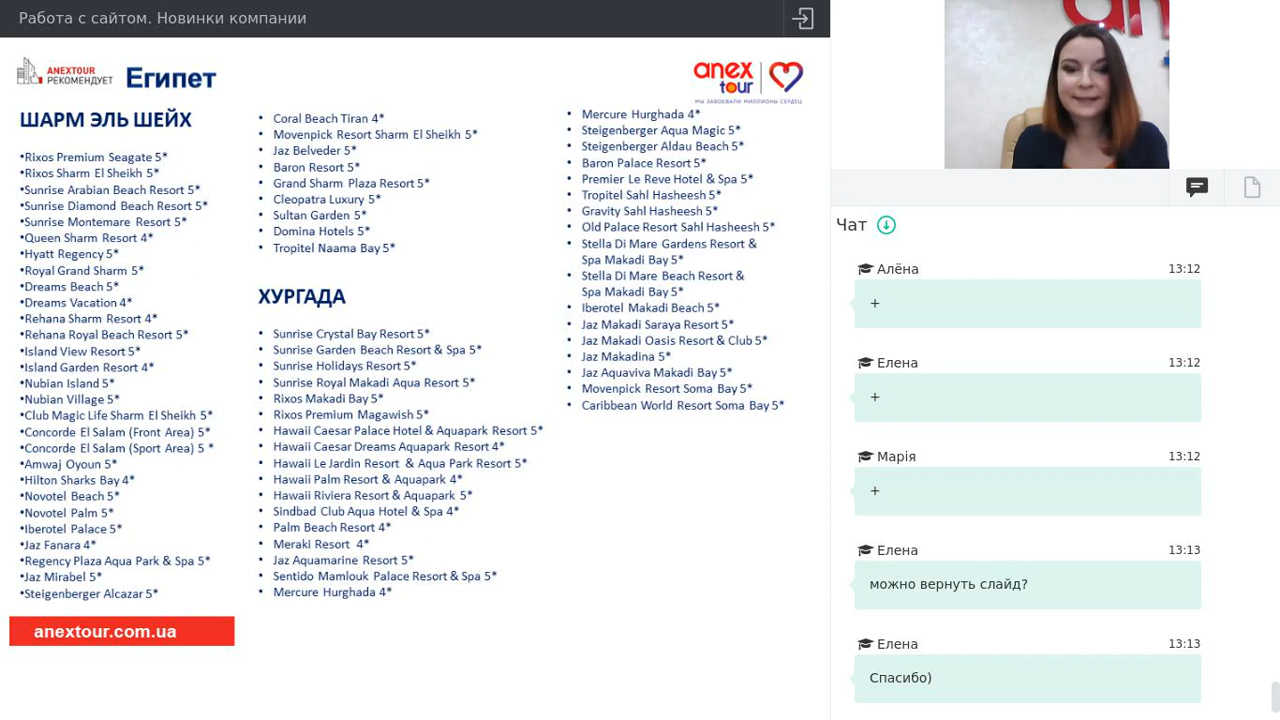 Работа с сайтом. Новинки компании
ANEXTOUR
РЕКОМЕНДУЕТ
Египет
anex
tour
МЫ ЗАВОЕВАЛИ МИЛЛИОНЫ СЕРДЕЦ
ШАРМ ЭЛЬ ШЕЙХ
•Rixos Premium Seagate 5*
•Rixos Sharm El Sheikh 5*
•Sunrise Arabian Beach Resort 5*
•Sunrise Diamond Beach Resort 5*
•Sunrise Montemare Resort 5*
•Queen Sharm Resort 4*
•Hyatt Regency 5*
•Royal Grand Sharm 5*
•Dreams Beach 5*
•Dreams Vacation 4*
•Rehana Sharm Resort 4*
•Rehana Royal Beach Resort 5*
•Island View Resort 5*
•Island Garden Resort 4*
•Nubian Island 5*
•Nubian Village 5*
•Club Magic Life Sharm El Sheikh 5*
•Concorde El Salam (Front Area) 5*
•Concorde El Salam (Sport Area) 5 *
•Amwaj Oyoun 5*
•Hilton Sharks Bay 4*
•Novotel Beach 5*
•Novotel Palm 5*
•Iberotel Palace 5*
•Jaz Fanara 4*
•Regency Plaza Aqua Park & Spa 5*
•Jaz Mirabel 5*
•Steigenberger Alcazar 5*
• Coral Beach Tiran 4*
• Movenpick Resort Sharm El Sheikh 5*
• Jaz Belveder 5*
• Baron Resort 5*
• Grand Sharm Plaza Resort 5*
• Cleopatra Luxury 5*
• Sultan Garden 5*
• Domina Hotels 5*
• Tropitel Naama Bay 5*
ХУРГАДА
• Sunrise Crystal Bay Resort 5*
• Sunrise Garden Beach Resort & Spa 5*
• Sunrise Holidays Resort 5*
• Sunrise Royal Makadi Aqua Resort 5*
• Rixos Makadi Bay 5*
• Rixos Premium Magawish 5*
• Hawaii Caesar Palace Hotel & Aquapark Resort 5*
• Hawaii Caesar Dreams Aquapark Resort 4*
• Hawaii Le Jardin Resort & Aqua Park Resort 5*
• Hawaii Palm Resort & Aquapark 4*
• Hawaii Riviera Resort & Aquapark 5*
• Sindbad Club Aqua Hotel & Spa 4*
• Palm Beach Resort 4*
• Meraki Resort 4*
• Jaz Aquamarine Resort 5*
• Sentido Mamlouk Palace Resort & Spa 5*
• Mercure Hurghada 4*
• Mercure Hurghada 4*
• Steigenberger Aqua Magic 5*
• Steigenberger Aldau Beach 5*
• Baron Palace Resort 5*
• Premier Le Reve Hotel & Spa 5*
• Tropitel Sahl Hasheesh 5*
• Gravity Sahl Hasheesh 5*
• Old Palace Resort Sahl Hasheesh 5*
• Stella Di Mare Gardens Resort &
Spa Makadi Bay 5*
• Stella Di Mare Beach Resort &
Spa Makadi Bay 5*
• Iberotel Makadi Beach 5*
• Jaz Makadi Saraya Resort 5*
• Jaz Makadi Oasis Resort & Club 5*
• Jaz Makadina 5*
• Jaz Aquaviva Makadi Bay 5*
• Movenpick Resort Soma Bay 5*
• Caribbean World Resort Soma Bay 5*
anextour.com.ua
Чат
Алёна 13:12
+
Елена 13:12
+
Марія 13:12
+
Елена 13:13
можно вернуть слайд?
Елена 13:13
Спасибо)